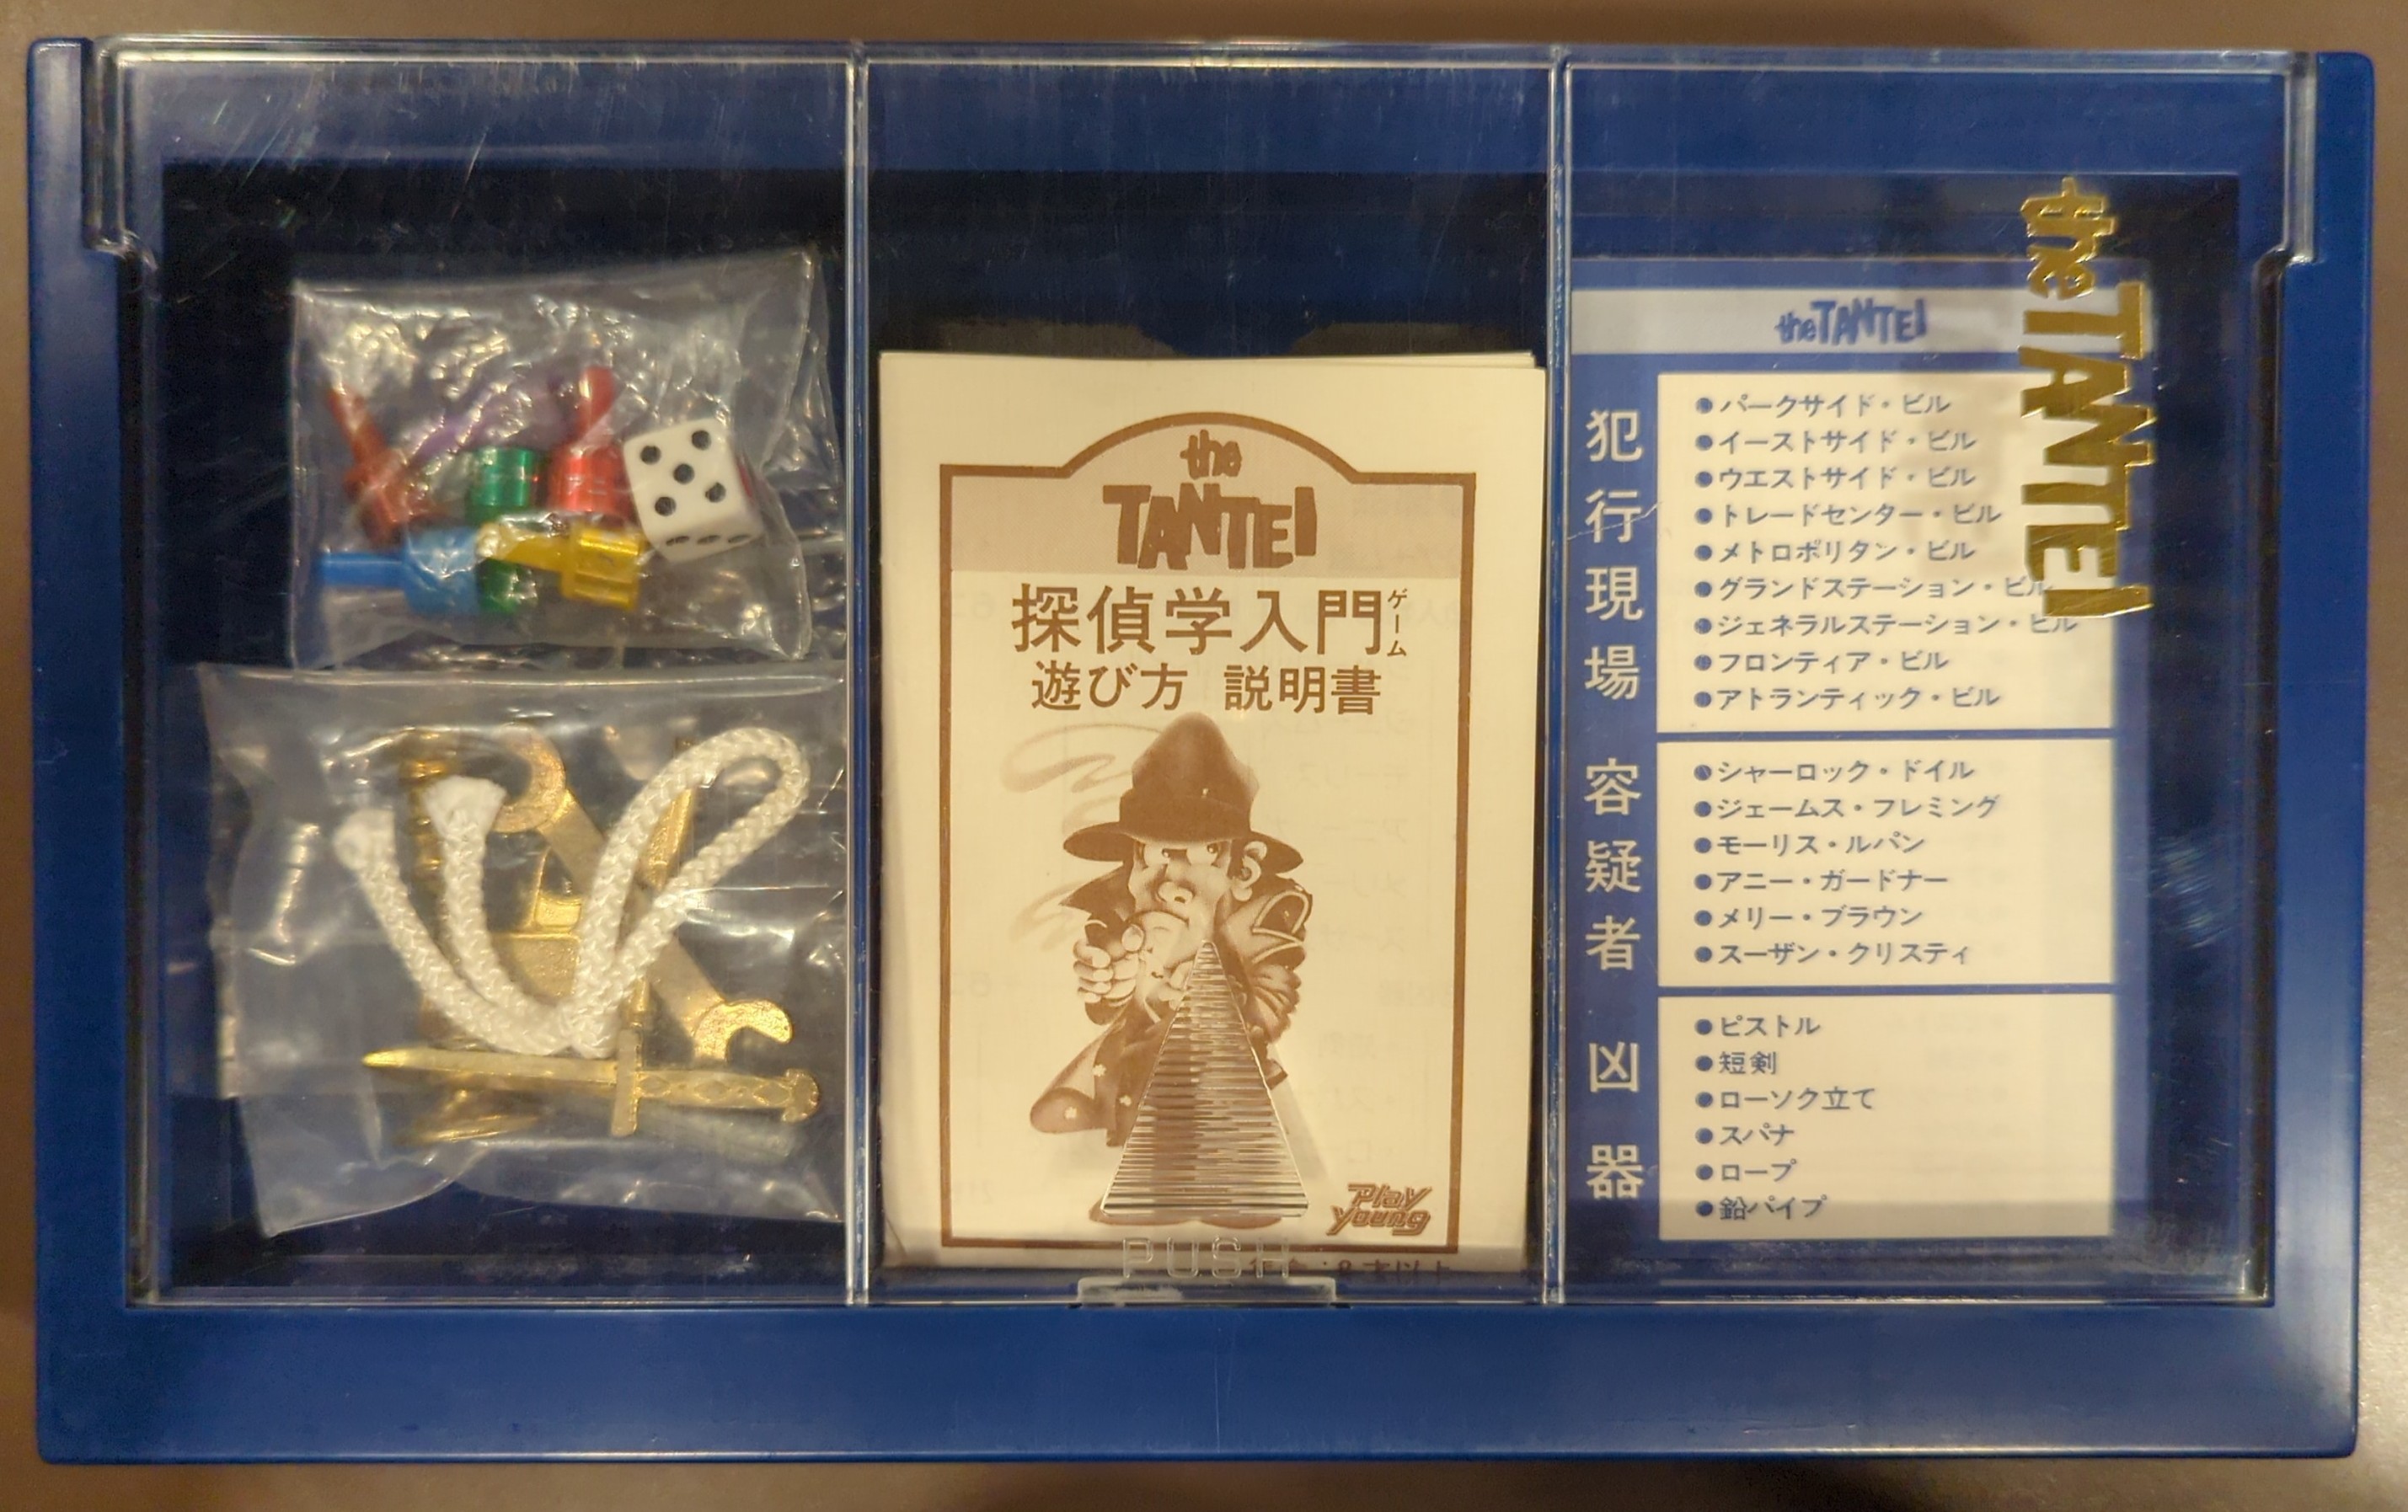 the
TANTEI
探偵学入門ゲーム
遊び方 説明書
Play
Young
PUSH
the TANTEI
犯行現場
●パークサイド・ビル
●イーストサイド・ビル
●ウエストサイド・ビル
●トレードセンター・ビル
●メトロポリタン・ビル
●グランドステーション・ビル
●ジェネラルステーション・ビル
●フロンティア・ビル
●アトランティック・ビル
容疑者
●シャーロック・ドイル
●ジェームス・フレミング
●モーリス・ルパン
●アニー・ガードナー
●メリー・ブラウン
●スーザン・クリスティ
凶器
●ピストル
●短剣
●ローソク立て
●スパナ
●ロープ
●鉛パイプ
the TANTEI